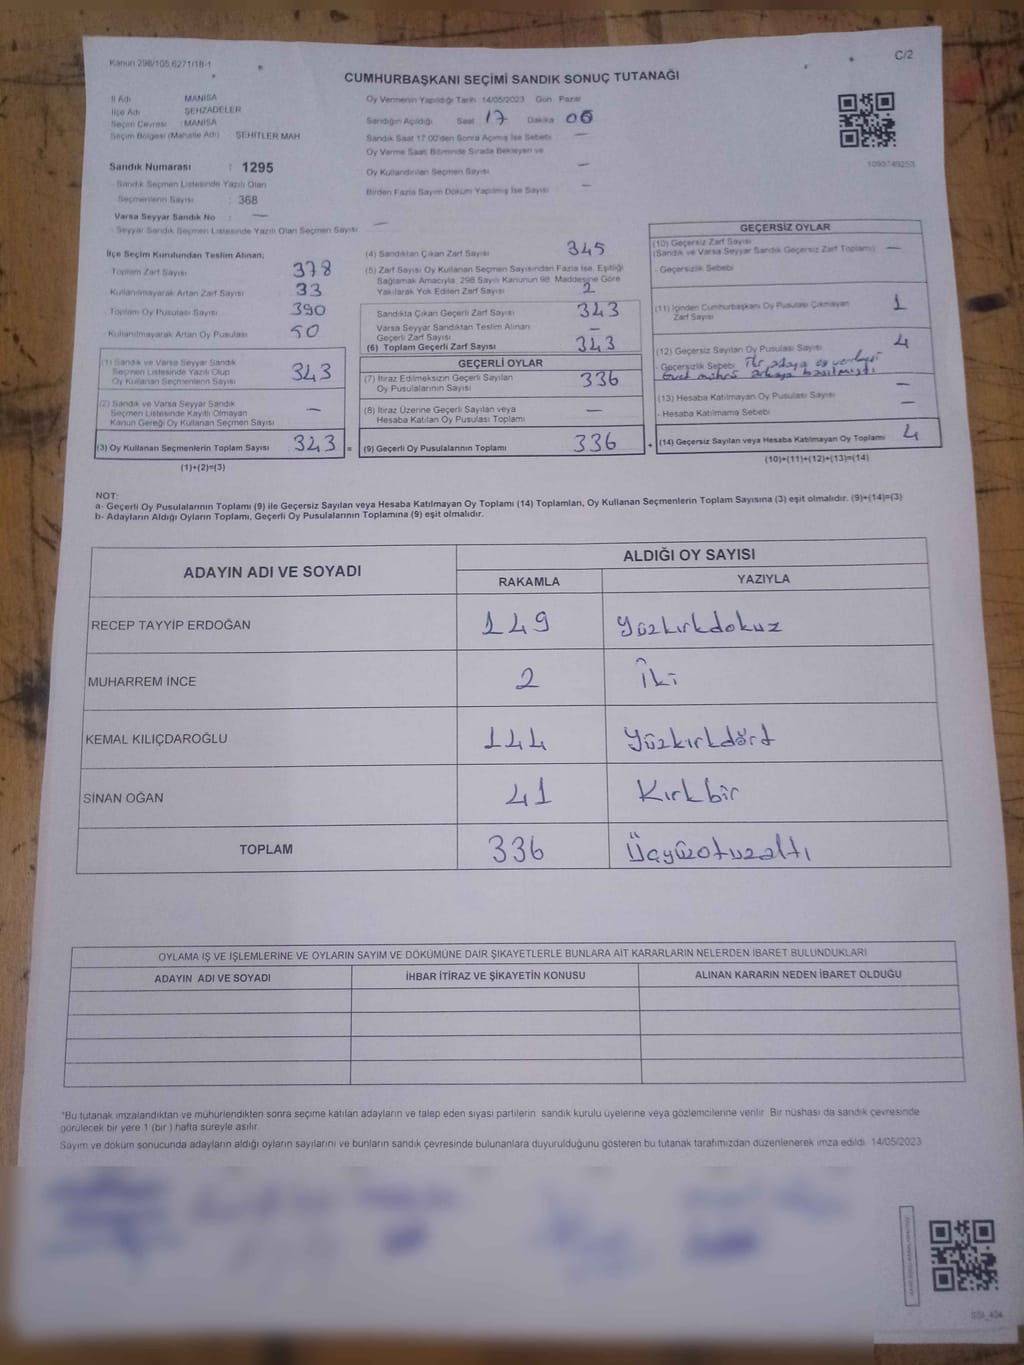 Kanun 298/105 6271/18-1
C/2
CUMHURBAŞKANI SEÇİMİ SANDIK SONUÇ TUTANAĞI
İl Adı MANİSA
İlçe Adı ŞEHZADELER
Seçim Çevresi : MANİSA
Seçim Bölgesi (Mahalle Adı) ŞEHİTLER MAH
Oy Vermenin Yapıldığı Tarih 14/05/2023 Gün Pazar
Sandığın Açıldığı Saat 17 Dakika 06
Sandık Saat 17:00'den Sonra Açılmış İse Sebebi —
Oy Verme Saati Bitiminde Sırada Bekleyen ve
Oy Kullandırılan Seçmen Sayısı —
Birden Fazla Sayım Döküm Yapılmış İse Sayısı —
Sandık Numarası : 1295
Sandık Seçmen Listesinde Yazılı Olan
Seçmenlerin Sayısı : 368
Varsa Seyyar Sandık No : —
Seyyar Sandık Seçmen Listesinde Yazılı Olan Seçmen Sayısı —
İlçe Seçim Kurulundan Teslim Alınan;
Toplam Zarf Sayısı 378
Kullanılmayarak Artan Zarf Sayısı 33
Toplam Oy Pusulası Sayısı 390
Kullanılmayarak Artan Oy Pusulası 50
(1) Sandık ve Varsa Seyyar Sandık
Seçmen Listesinde Yazılı Olup
Oy Kullanan Seçmenlerin Sayısı 343
(2) Sandık ve Varsa Seyyar Sandık
Seçmen Listesinde Kayıtlı Olmayan
Kanun Gereği Oy Kullanan Seçmen Sayısı —
(3) Oy Kullanan Seçmenlerin Toplam Sayısı 343 =
(1)+(2)=(3)
(4) Sandıktan Çıkan Zarf Sayısı 345
(5) Zarf Sayısı Oy Kullanan Seçmen Sayısından Fazla İse, Eşitliği
Sağlamak Amacıyla, 298 Sayılı Kanunun 98. Maddesine Göre
Yakılarak Yok Edilen Zarf Sayısı 2
Sandıkta Çıkan Geçerli Zarf Sayısı 343
Varsa Seyyar Sandıktan Teslim Alınan
Geçerli Zarf Sayısı —
(6) Toplam Geçerli Zarf Sayısı 343
GEÇERLİ OYLAR
(7) İtiraz Edilmeksizin Geçerli Sayılan
Oy Pusulalarının Sayısı 336
(8) İtiraz Üzerine Geçerli Sayılan veya
Hesaba Katılan Oy Pusulası Toplamı —
(9) Geçerli Oy Pusulalarının Toplamı 336 +
1093749253
GEÇERSİZ OYLAR
(10) Geçersiz Zarf Sayısı
(Sandık ve Varsa Seyyar Sandık Geçersiz Zarf Toplamı) —
- Geçersizlik Sebebi
(11) İçinden Cumhurbaşkanı Oy Pusulası Çıkmayan
Zarf Sayısı 1
(12) Geçersiz Sayılan Oy Pusulası Sayısı 4
- Geçersizlik Sebebi
(13) Hesaba Katılmayan Oy Pusulası Sayısı —
- Hesaba Katılmama Sebebi —
(14) Geçersiz Sayılan veya Hesaba Katılmayan Oy Toplamı 4
(10)+(11)+(12)+(13)=(14)
NOT:
a- Geçerli Oy Pusulalarının Toplamı (9) ile Geçersiz Sayılan veya Hesaba Katılmayan Oy Toplamı (14) Toplamları, Oy Kullanan Seçmenlerin Toplam Sayısına (3) eşit olmalıdır. (9)+(14)=(3)
b- Adayların Aldığı Oyların Toplamı, Geçerli Oy Pusulalarının Toplamına (9) eşit olmalıdır.
ADAYIN ADI VE SOYADI ALDIĞI OY SAYISI
RAKAMLA YAZIYLA
RECEP TAYYİP ERDOĞAN 149 Yüzkırkdokuz
MUHARREM İNCE 2 İki
KEMAL KILIÇDAROĞLU 144 Yüzkırkdört
SİNAN OĞAN 41 Kırkbir
TOPLAM 336 Üçyüzotuzaltı
OYLAMA İŞ VE İŞLEMLERİNE VE OYLARIN SAYIM VE DÖKÜMÜNE DAİR ŞİKAYETLERLE BUNLARA AİT KARARLARIN NELERDEN İBARET BULUNDUKLARI
ADAYIN ADI VE SOYADI İHBAR İTİRAZ VE ŞİKAYETİN KONUSU ALINAN KARARIN NEDEN İBARET OLDUĞU
*Bu tutanak imzalandıktan ve mühürlendikten sonra seçime katılan adayların ve talep eden siyasi partilerin sandık kurulu üyelerine veya gözlemcilerine verilir. Bir nüshası da sandık çevresinde
görülecek bir yere 1 (bir ) hafta süreyle asılır.
Sayım ve döküm sonucunda adayların aldığı oyların sayılarını ve bunların sandık çevresinde bulunanlara duyurulduğunu gösteren bu tutanak tarafımızdan düzenlenerek imza edildi. 14/05/2023